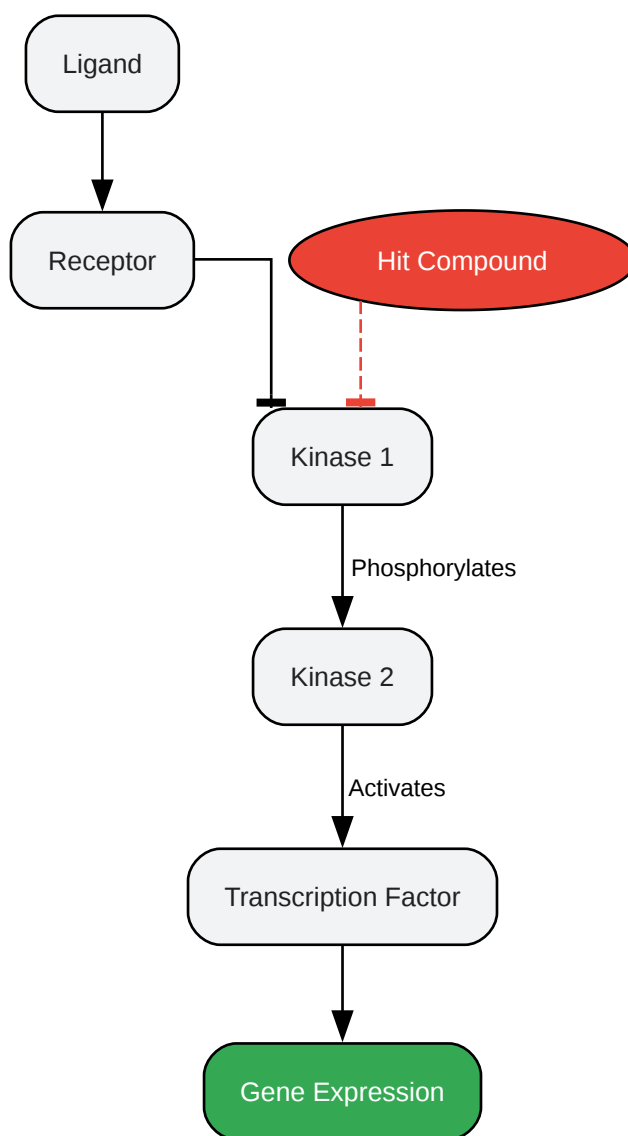 Ligand
Receptor
Hit Compound
Kinase 1
Phosphorylates
Kinase 2
Activates
Transcription Factor
Gene Expression